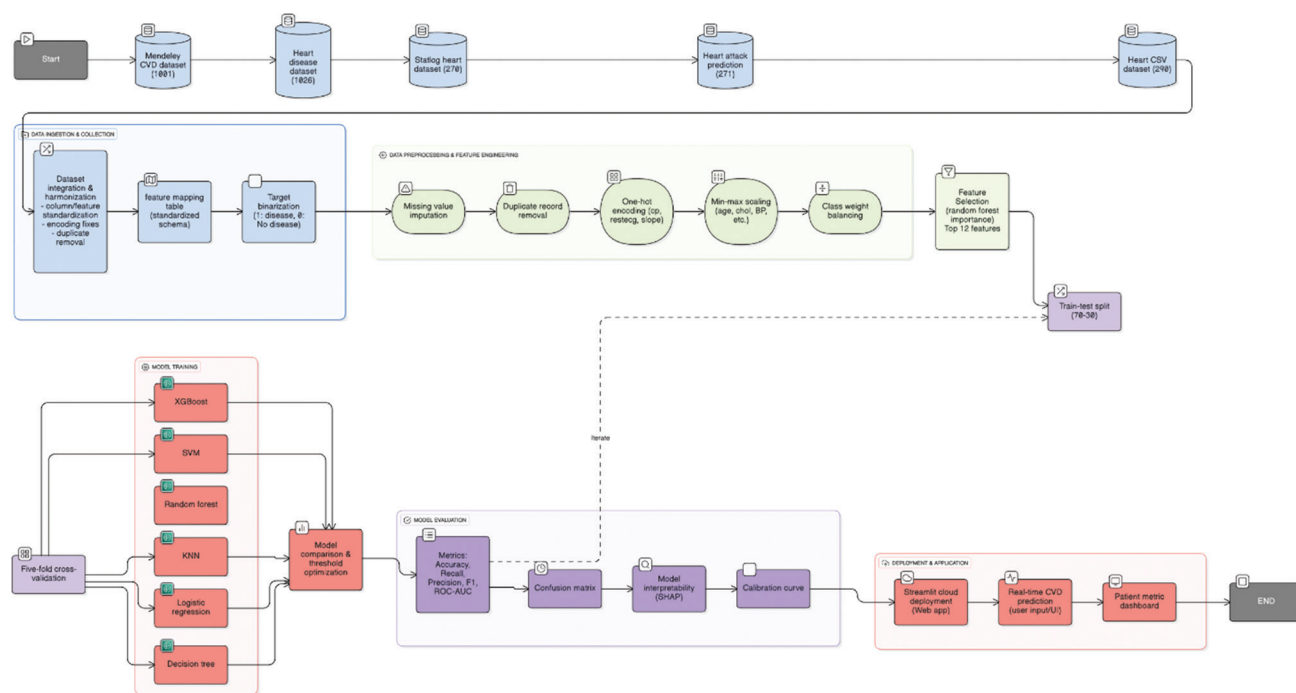 Start
Mendeley
CVD dataset
(1001)
Heart
disease
dataset
(1026)
Statlog heart
dataset (270)
Heart attack
prediction
(271)
Heart CSV
dataset (290)
DATA INGESTION & COLLECTION
Dataset
integration &
harmonization
- column/feature
standardization
- encoding fixes
- duplicate
removal
feature mapping
table
(standardized
schema)
Target
binarization
(1: disease, 0:
No disease)
DATA PREPROCESSING & FEATURE ENGINEERING
Missing value
imputation
Duplicate record
removal
One-hot
encoding (cp,
restecg, slope)
Min-max scaling
(age, chol, BP,
etc.)
Class weight
balancing
Feature
Selection
(random forest
importance)
Top 12 features
Train-test split
(70-30)
MODEL TRAINING
XGBoost
SVM
Random forest
KNN
Logistic
regression
Decision tree
Five-fold cross-
validation
Model
comparison &
threshold
optimization
Iterate
MODEL EVALUATION
Metrics:
Accuracy,
Recall,
Precision, F1,
ROC-AUC
Confusion matrix
Model
interpretability
(SHAP)
Calibration curve
DEPLOYMENT & APPLICATION
Streamlit cloud
deployment
(Web app)
Real-time CVD
prediction
(user input/UI)
Patient metric
dashboard
END